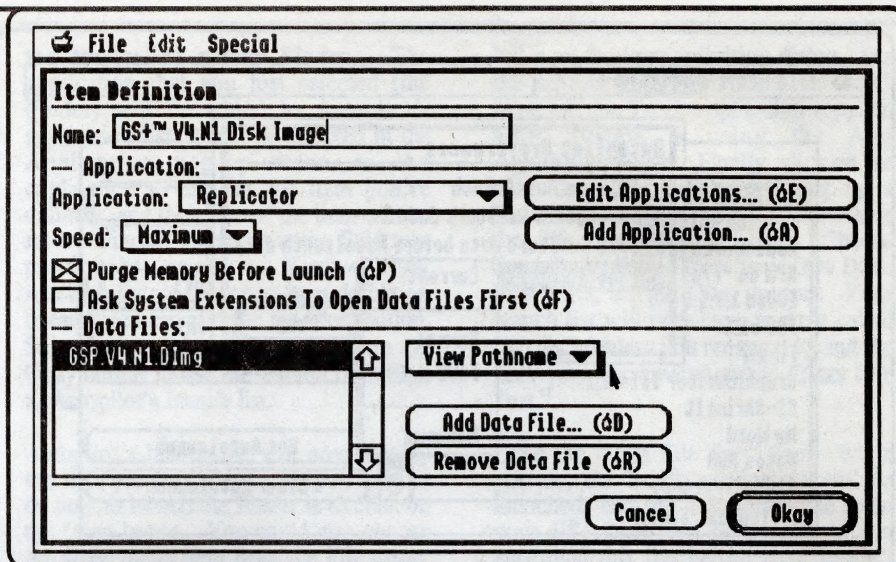 File Edit Special
Item Definition
Name: GS+™ V4.N1 Disk Image
Application:
Application: Replicator
Edit Applications... (E)
Speed: Maximum
Add Application... (A)
Purge Memory Before Launch (P)
Ask System Extensions To Open Data Files First (F)
Data Files:
GSP.V4.N1.DImg
View Pathname
Add Data File... (D)
Remove Data File (R)
Cancel Okay